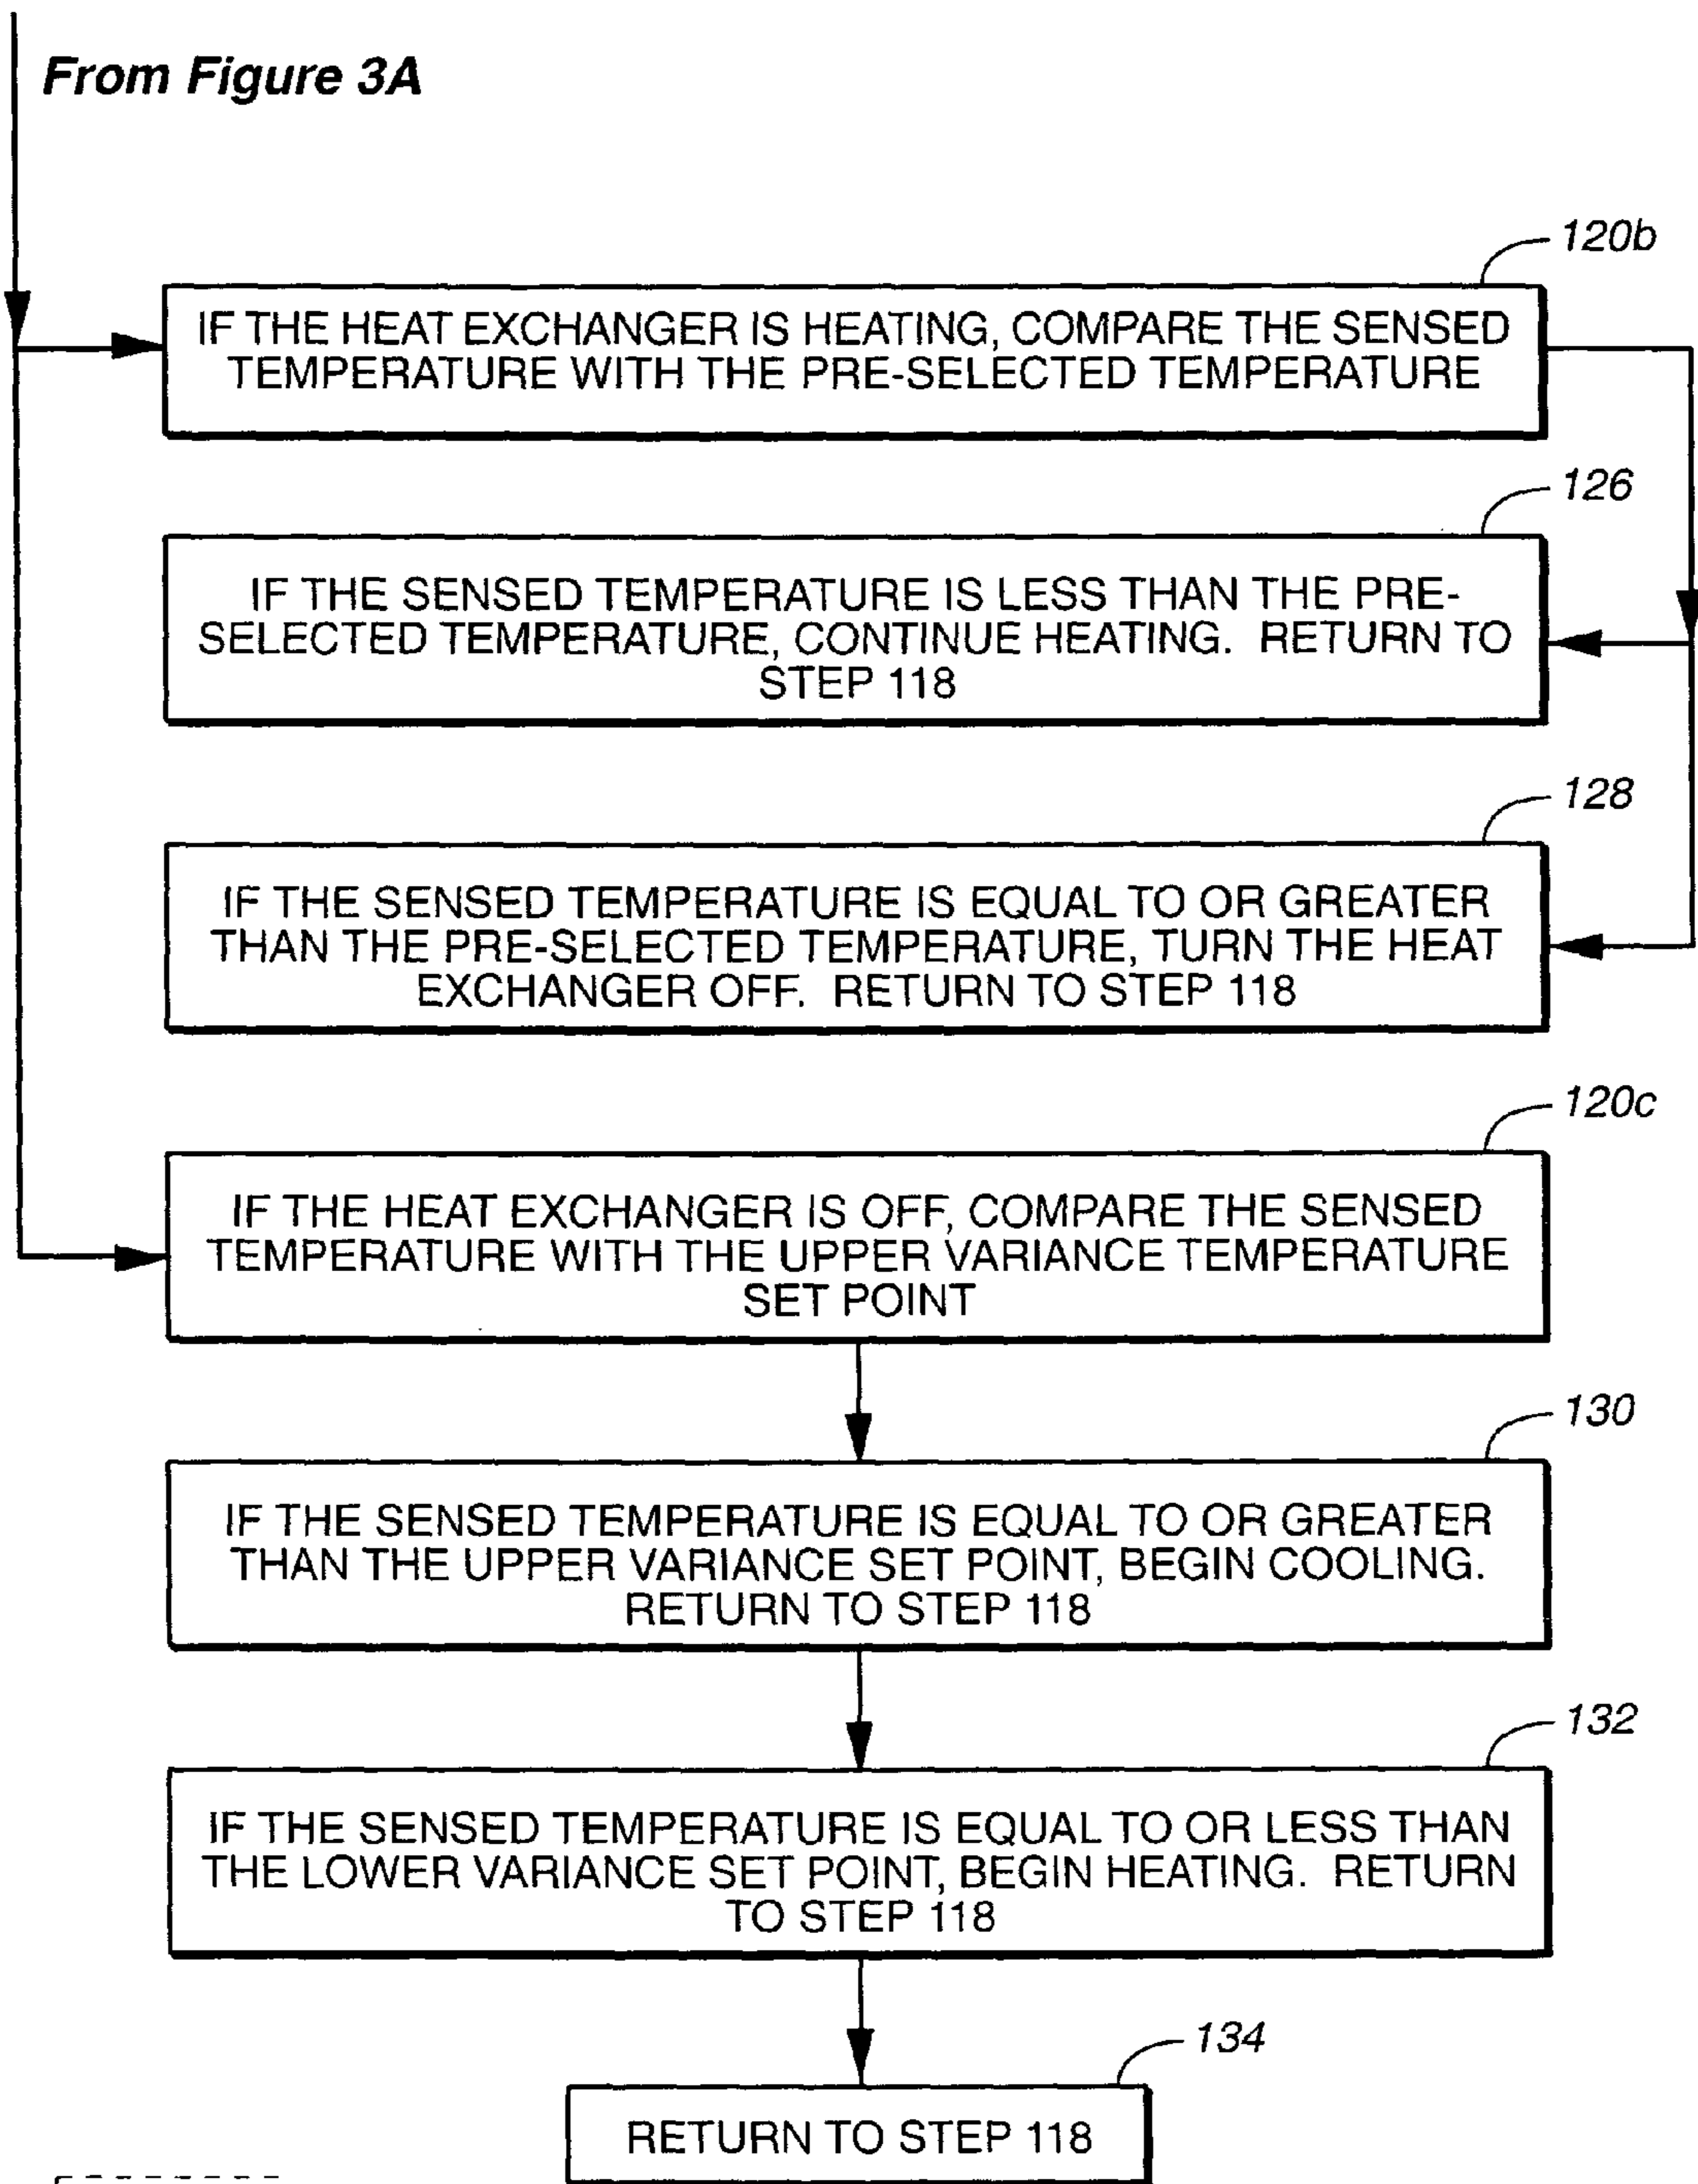 From Figure 3A
120b
IF THE HEAT EXCHANGER IS HEATING, COMPARE THE SENSED
TEMPERATURE WITH THE PRE-SELECTED TEMPERATURE
126
IF THE SENSED TEMPERATURE IS LESS THAN THE PRE-
SELECTED TEMPERATURE, CONTINUE HEATING. RETURN TO
STEP 118
128
IF THE SENSED TEMPERATURE IS EQUAL TO OR GREATER
THAN THE PRE-SELECTED TEMPERATURE, TURN THE HEAT
EXCHANGER OFF. RETURN TO STEP 118
120c
IF THE HEAT EXCHANGER IS OFF, COMPARE THE SENSED
TEMPERATURE WITH THE UPPER VARIANCE TEMPERATURE
SET POINT
130
IF THE SENSED TEMPERATURE IS EQUAL TO OR GREATER
THAN THE UPPER VARIANCE SET POINT, BEGIN COOLING.
RETURN TO STEP 118
132
IF THE SENSED TEMPERATURE IS EQUAL TO OR LESS THAN
THE LOWER VARIANCE SET POINT, BEGIN HEATING. RETURN
TO STEP 118
134
RETURN TO STEP 118